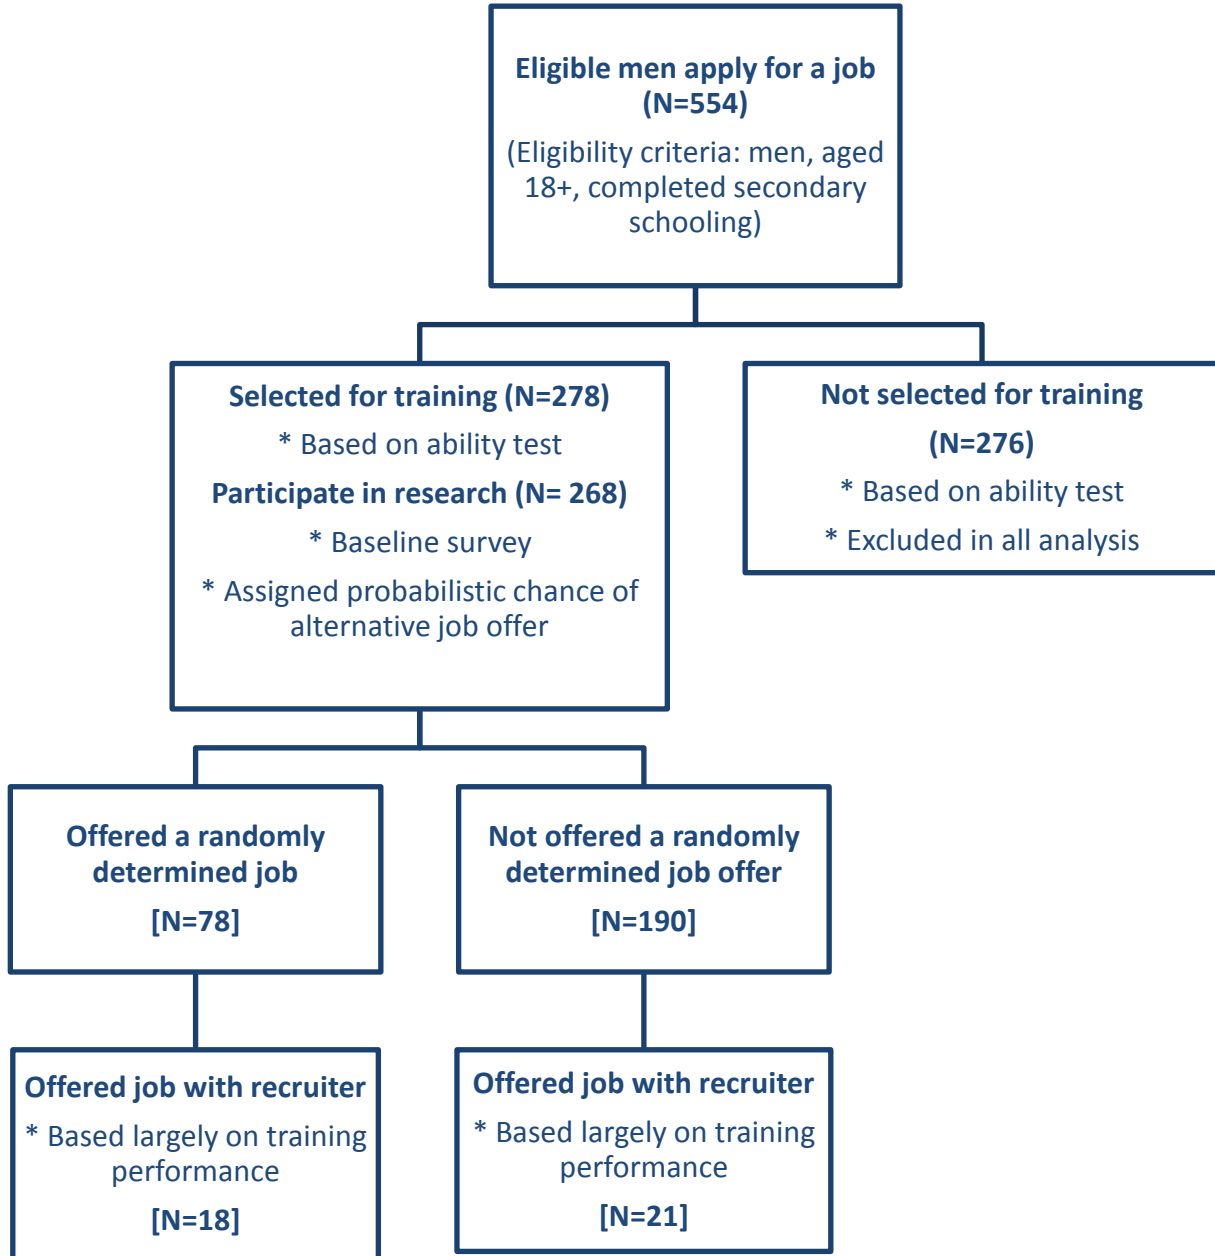 Eligible men apply for a job
(N=554)
(Eligibility criteria: men, aged
18+, completed secondary
schooling)
Selected for training (N=278)
* Based on ability test
Participate in research (N= 268)
* Baseline survey
* Assigned probabilistic chance of
alternative job offer
Not selected for training
(N=276)
* Based on ability test
* Excluded in all analysis
Offered a randomly
determined job
[N=78]
Not offered a randomly
determined job offer
[N=190]
Offered job with recruiter
* Based largely on training
performance
[N=18]
Offered job with recruiter
* Based largely on training
performance
[N=21]